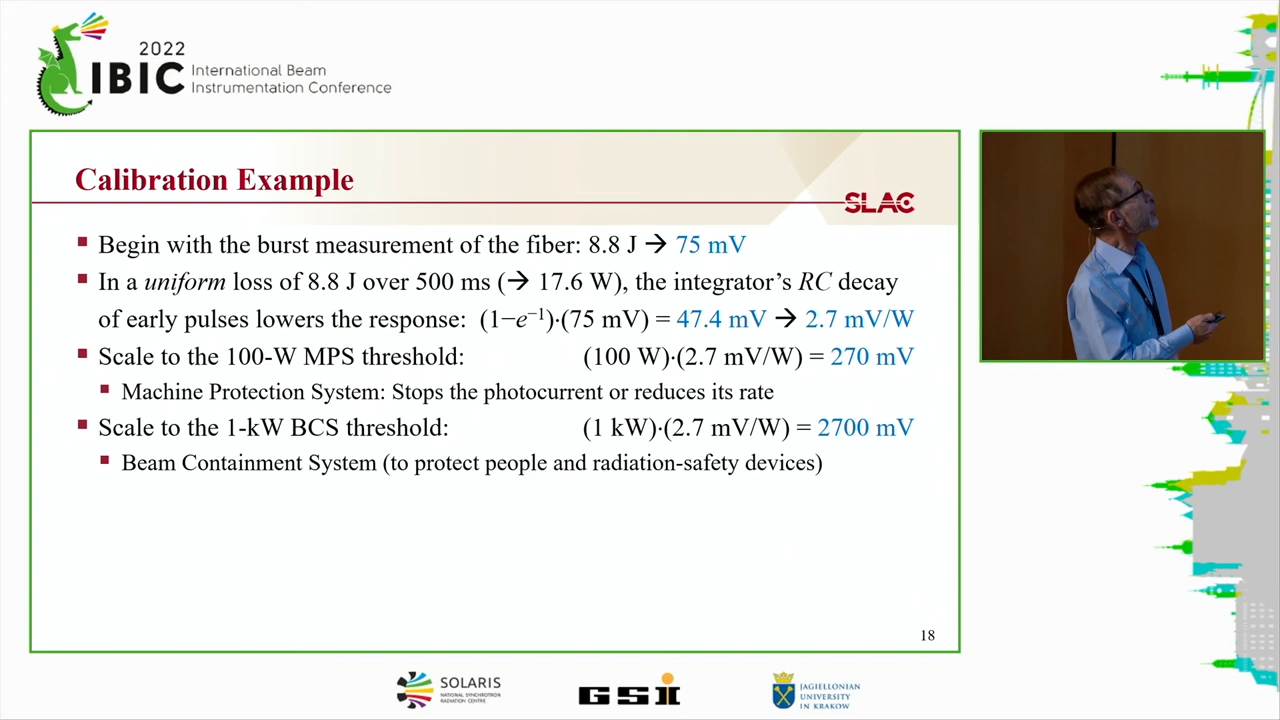 2022
IBIC
International Beam
Instrumentation Conference
Calibration Example
SLAC
▪ Begin with the burst measurement of the fiber: 8.8 J → 75 mV
▪ In a uniform loss of 8.8 J over 500 ms (→ 17.6 W), the integrator’s RC decay
of early pulses lowers the response: (1−e⁻¹)·(75 mV) = 47.4 mV → 2.7 mV/W
▪ Scale to the 100-W MPS threshold: (100 W)·(2.7 mV/W) = 270 mV
▪ Machine Protection System: Stops the photocurrent or reduces its rate
▪ Scale to the 1-kW BCS threshold: (1 kW)·(2.7 mV/W) = 2700 mV
▪ Beam Containment System (to protect people and radiation-safety devices)
18
SOLARIS
NATIONAL SYNCHROTRON
RADIATION CENTRE
GSI
JAGIELLONIAN
UNIVERSITY
IN KRAKOW